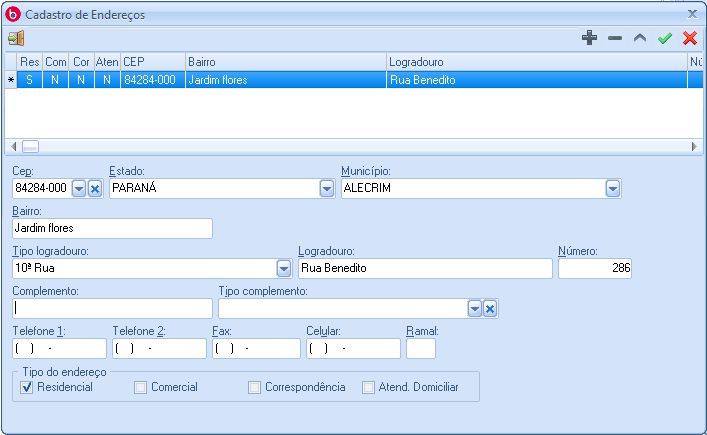 Cadastro de Endereços
Res Com Cor Aten CEP Bairro Logradouro Nú
* S N N N 84284-000 Jardim flores Rua Benedito
Cep: Estado: Município:
84284-000 PARANÁ ALECRIM
Bairro:
Jardim flores
Tipo logradouro: Logradouro: Número:
10ª Rua Rua Benedito 286
Complemento: Tipo complemento:
Telefone 1: Telefone 2: Fax: Celular: Ramal:
( ) - ( ) - ( ) - ( ) -
Tipo do endereço
Residencial Comercial Correspondência Atend. Domiciliar